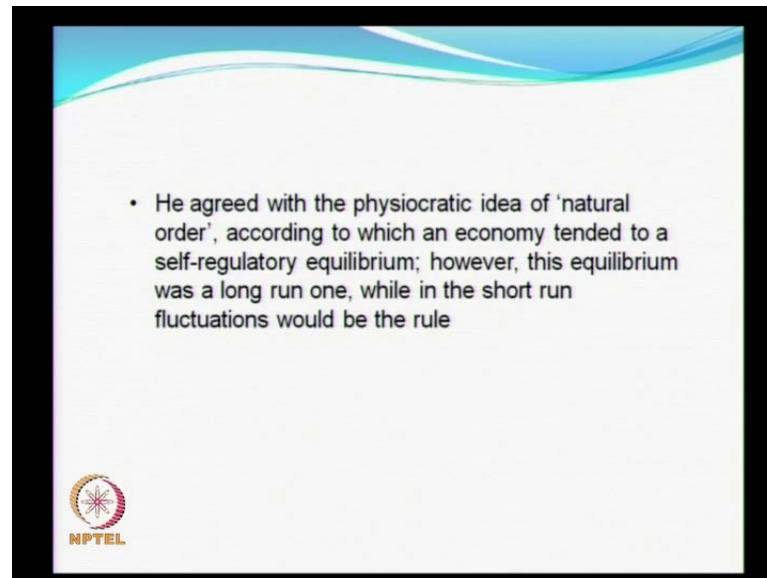 • He agreed with the physiocratic idea of 'natural
order', according to which an economy tended to a
self-regulatory equilibrium; however, this equilibrium
was a long run one, while in the short run
fluctuations would be the rule
NPTEL